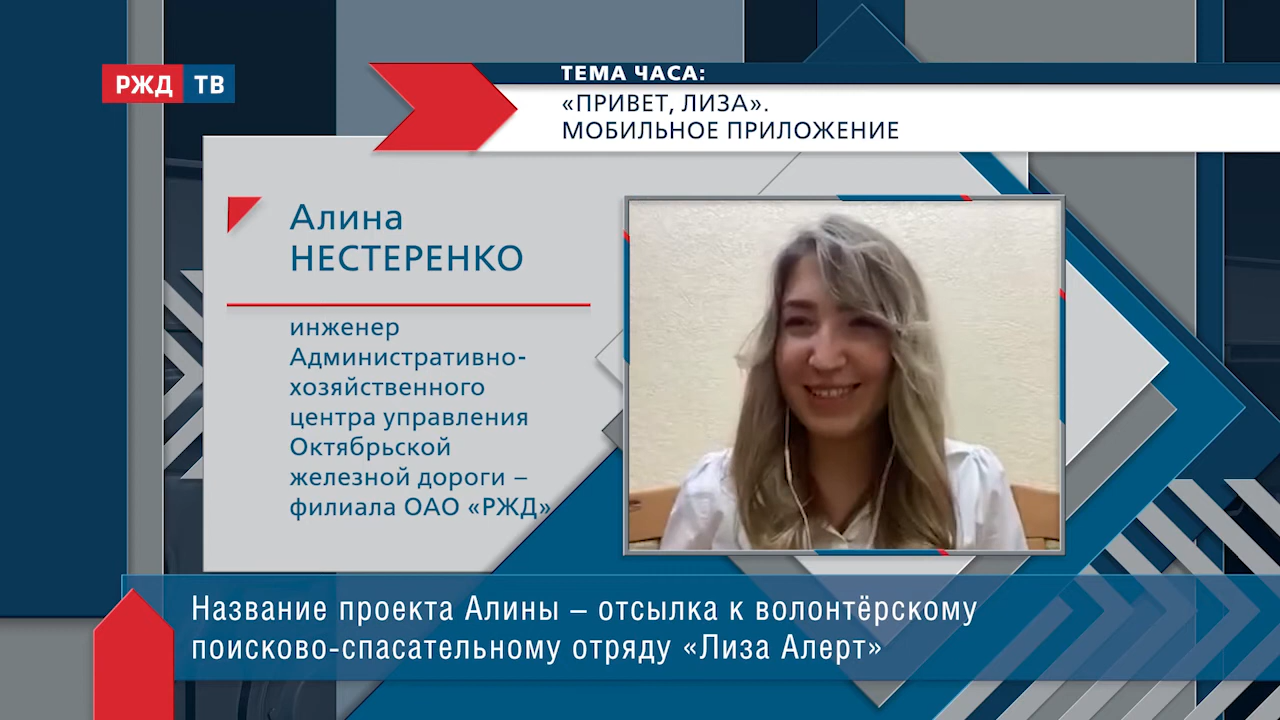 РЖД ТВ
ТЕМА ЧАСА:
«ПРИВЕТ, ЛИЗА».
МОБИЛЬНОЕ ПРИЛОЖЕНИЕ
Алина
НЕСТЕРЕНКО
инженер
Административно-
хозяйственного
центра управления
Октябрьской
железной дороги –
филиала ОАО «РЖД»
Название проекта Алины – отсылка к волонтёрскому
поисково-спасательному отряду «Лиза Алерт»